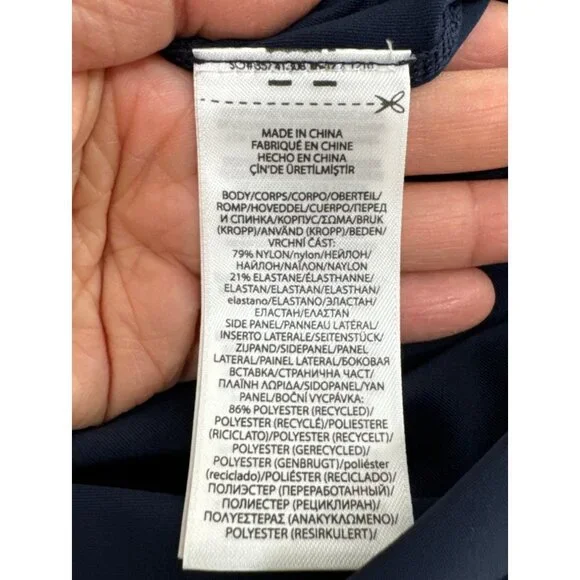 MADE IN CHINA
FABRIQUÉ EN CHINE
HECHO EN CHINA
ÇİN'DE ÜRETİLMİŞTİR
BODY/CORPS/CORPO/OBERTEIL/
ROMP/HOVEDDEL/CUERPO/ПЕРЕД
И СПИНКА/КОРПУС/ΣΩΜΑ/BRUK
(KROPP)/ANVÄND (KROPP)/BEDEN/
VRCHNÍ ČÁST:
79% NYLON/nylon/НЕЙЛОН/
НАЙЛОН/ΝΑΪΛΟΝ/NAYLON
21% ELASTANE/ÉLASTHANNE/
ELASTAN/ELASTAAN/ELASTHAN/
elastano/ELASTANO/ЭЛАСТАН/
ЕЛАСТАН/ΕΛΑΣΤΑΝ
SIDE PANEL/PANNEAU LATÉRAL/
INSERTO LATERALE/SEITENSTÜCK/
ZIJPAND/SIDEPANEL/PANEL
LATERAL/PAINEL LATERAL/БОКОВАЯ
ВСТАВКА/СТРАНИЧНА ЧАСТ/
ΠΛΑΪΝΗ ΛΩΡΙΔΑ/SIDOPANEL/YAN
PANEL/BOČNÍ VYCPÁVKA:
86% POLYESTER (RECYCLED)/
POLYESTER (RECYCLÉ)/POLIESTERE
(RICICLATO)/POLYESTER (RECYCELT)/
POLYESTER (GERECYCLED)/
POLYESTER (GENBRUGT)/poliéster
(reciclado)/POLIÉSTER (RECICLADO)/
ПОЛИЭСТЕР (ПЕРЕРАБОТАННЫЙ)/
ПОЛИЕСТЕР (РЕЦИКЛИРАН)/
ΠΟΛΥΕΣΤΕΡΑΣ (ΑΝΑΚΥΚΛΩΜΕΝΟ)/
POLYESTER (RESIRKULERT)/